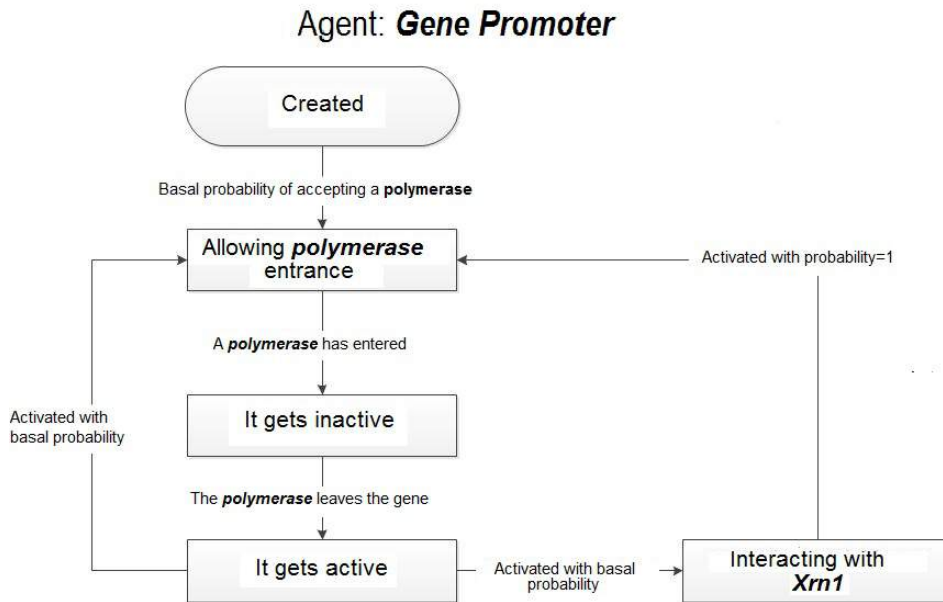 Agent: Gene Promoter
Created
Basal probability of accepting a polymerase
Allowing polymerase
entrance
Activated with probability=1
A polymerase has entered
It gets inactive
Activated with
basal probability
The polymerase leaves the gene
It gets active
Activated with basal
probability
Interacting with
Xrn1